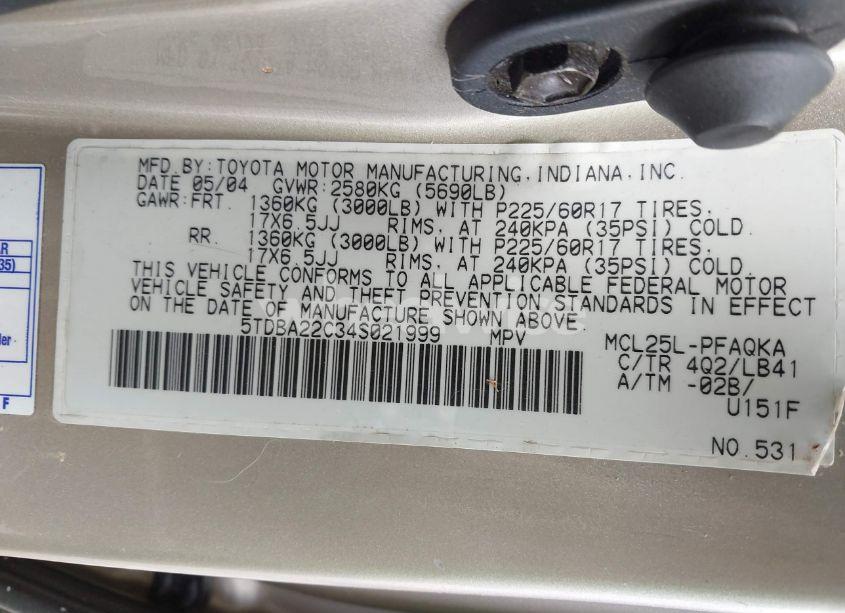 MFD.BY:TOYOTA MOTOR MANUFACTURING,INDIANA,INC.
DATE 05/04 GVWR:2580KG (5690LB)
GAWR:FRT. 1360KG (3000LB) WITH P225/60R17 TIRES,
17X6.5JJ RIMS, AT 240KPA (35PSI) COLD.
RR. 1360KG (3000LB) WITH P225/60R17 TIRES,
17X6.5JJ RIMS, AT 240KPA (35PSI) COLD.
THIS VEHICLE CONFORMS TO ALL APPLICABLE FEDERAL MOTOR
VEHICLE SAFETY AND THEFT PREVENTION STANDARDS IN EFFECT
ON THE DATE OF MANUFACTURE SHOWN ABOVE.
5TDBA22C34S021999 MPV
MCL25L-PFAQKA
C/TR 4Q2/LB41
A/TM -02B/
U151F
NO.531
R
35)
der
F